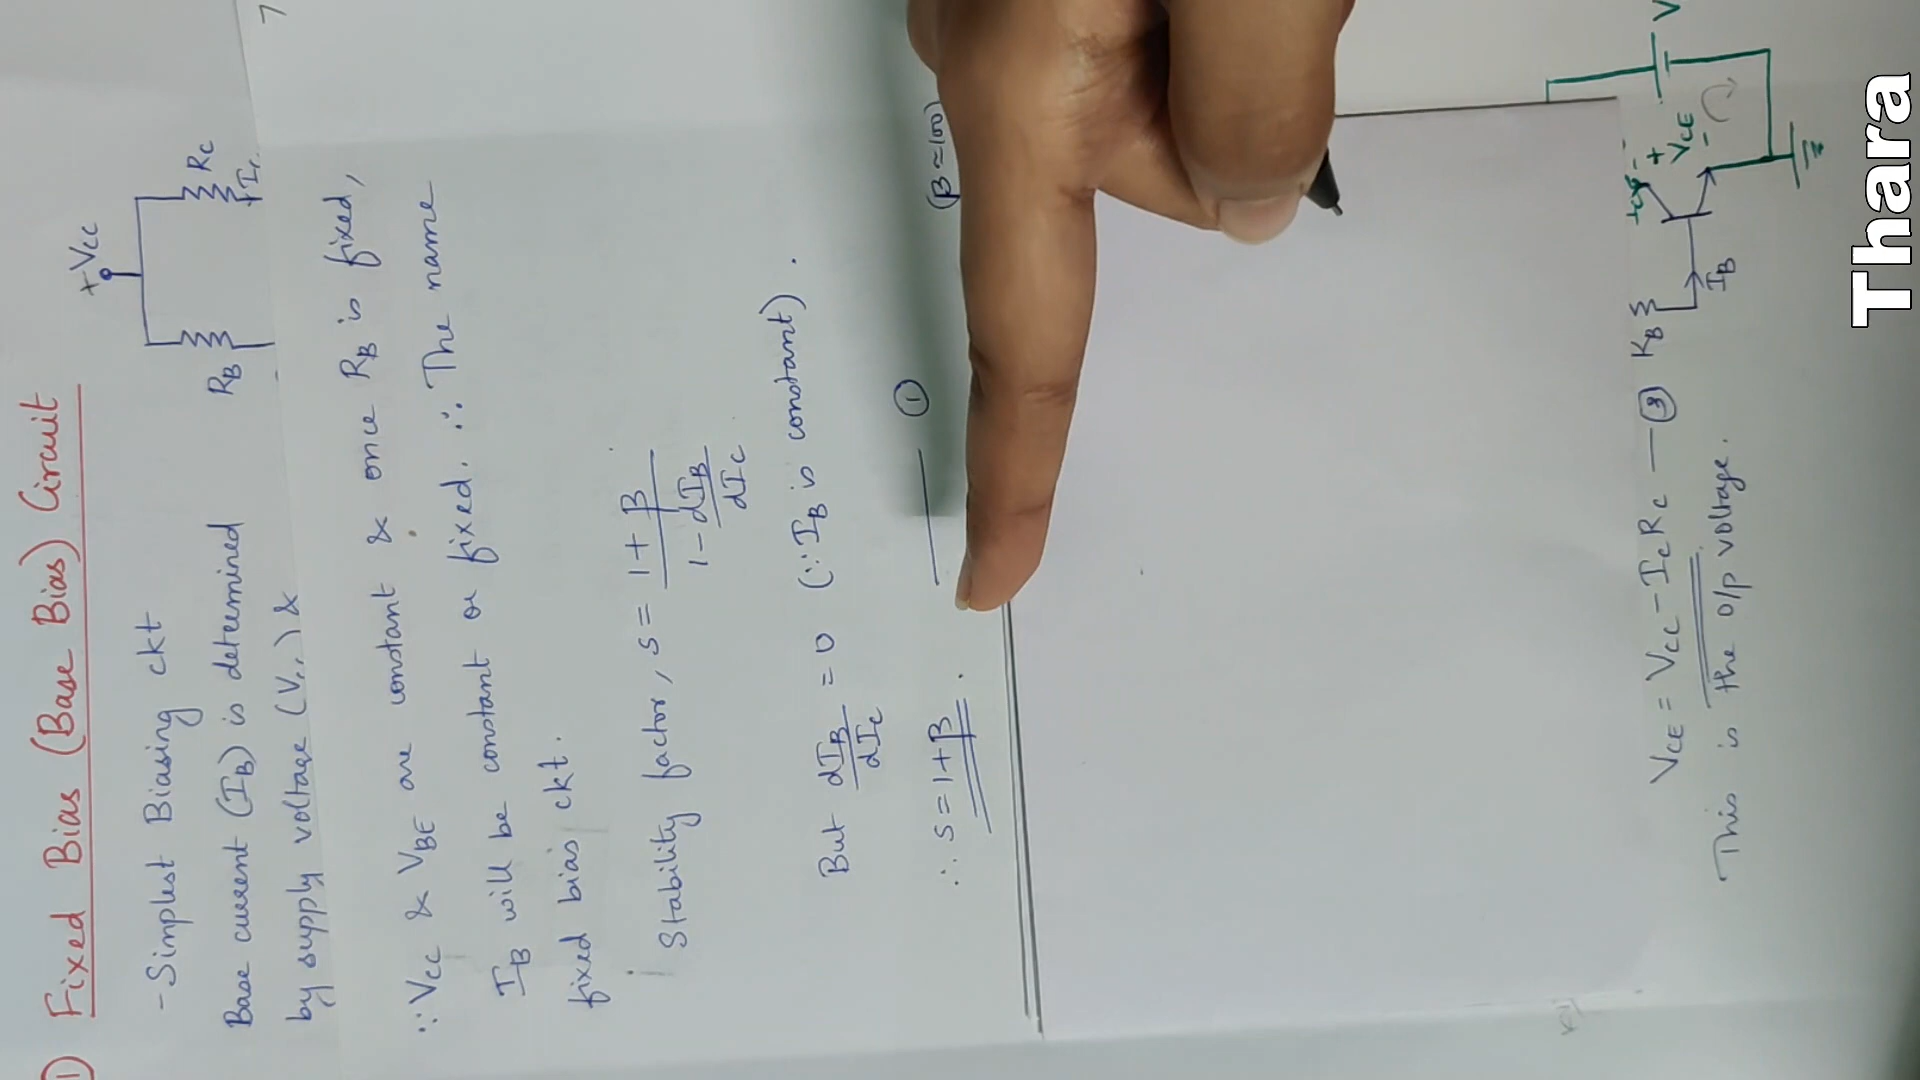 1) Fixed Bias (Base Bias) Circuit
- Simplest Biasing ckt
Base current (IB) is determined
by supply voltage (Vcc) &
+Vcc
RB
RC
IC
7
∵ VCC & VBE are constant & once RB is fixed,
IB will be constant or fixed. ∴ The name
fixed bias ckt.
Stability factor, S = 1+β / 1 - dIB/dIC
But dIB/dIC = 0 (∵ IB is constant).
∴ S = 1+β. —— ①
(β≈100)
VCE = VCC - ICRC — ③
This is the O/p voltage.
RB
IB
+
VCE
-
V
Thara